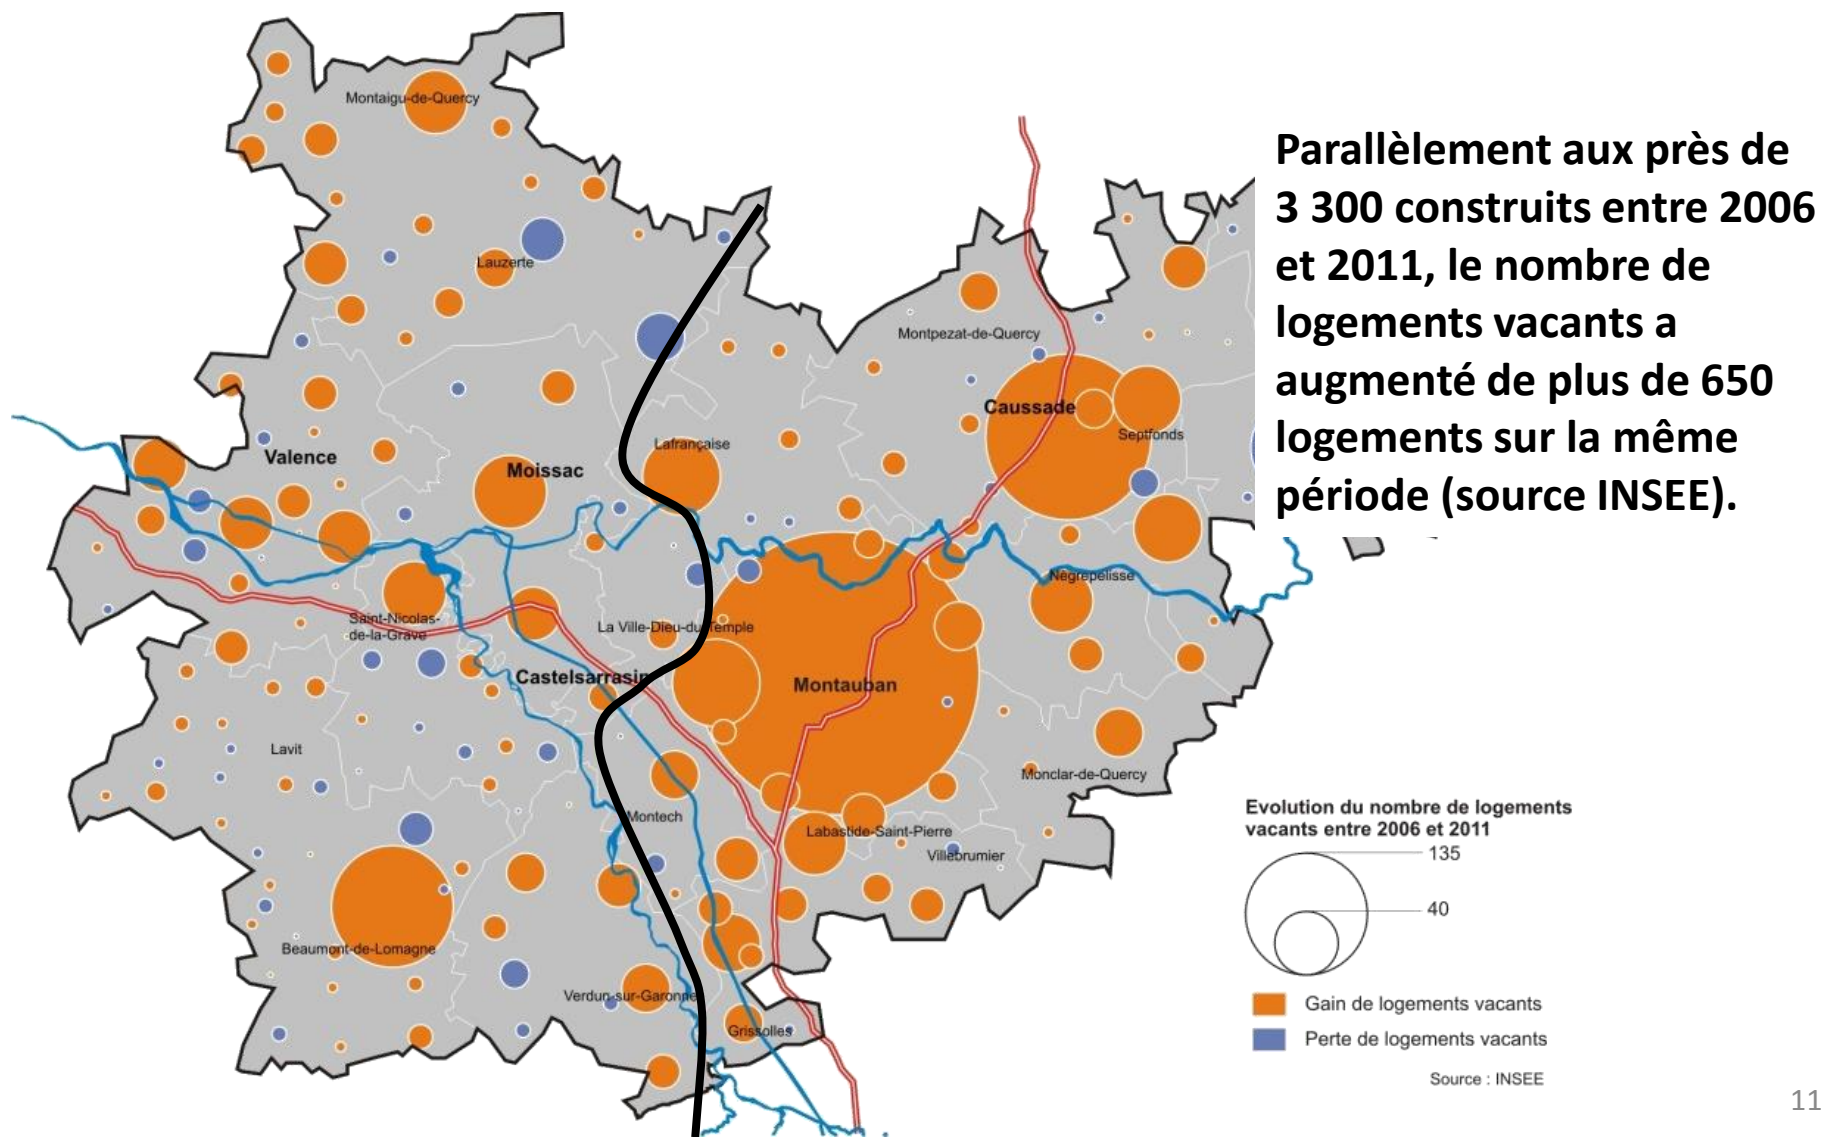 Montaigu-de-Quercy
Lauzerte
Montpezat-de-Quercy
Caussade
Septfonds
Lafrançaise
Valence
Moissac
Nègrepelisse
Saint-Nicolas-
de-la-Grave
La Ville-Dieu-du-Temple
Castelsarrasin
Montauban
Lavit
Monclar-de-Quercy
Montech
Labastide-Saint-Pierre
Villebrumier
Beaumont-de-Lomagne
Verdun-sur-Garonne
Grissolles
Parallèlement aux près de
3 300 construits entre 2006
et 2011, le nombre de
logements vacants a
augmenté de plus de 650
logements sur la même
période (source INSEE).
Evolution du nombre de logements
vacants entre 2006 et 2011
135
40
Gain de logements vacants
Perte de logements vacants
Source : INSEE
11